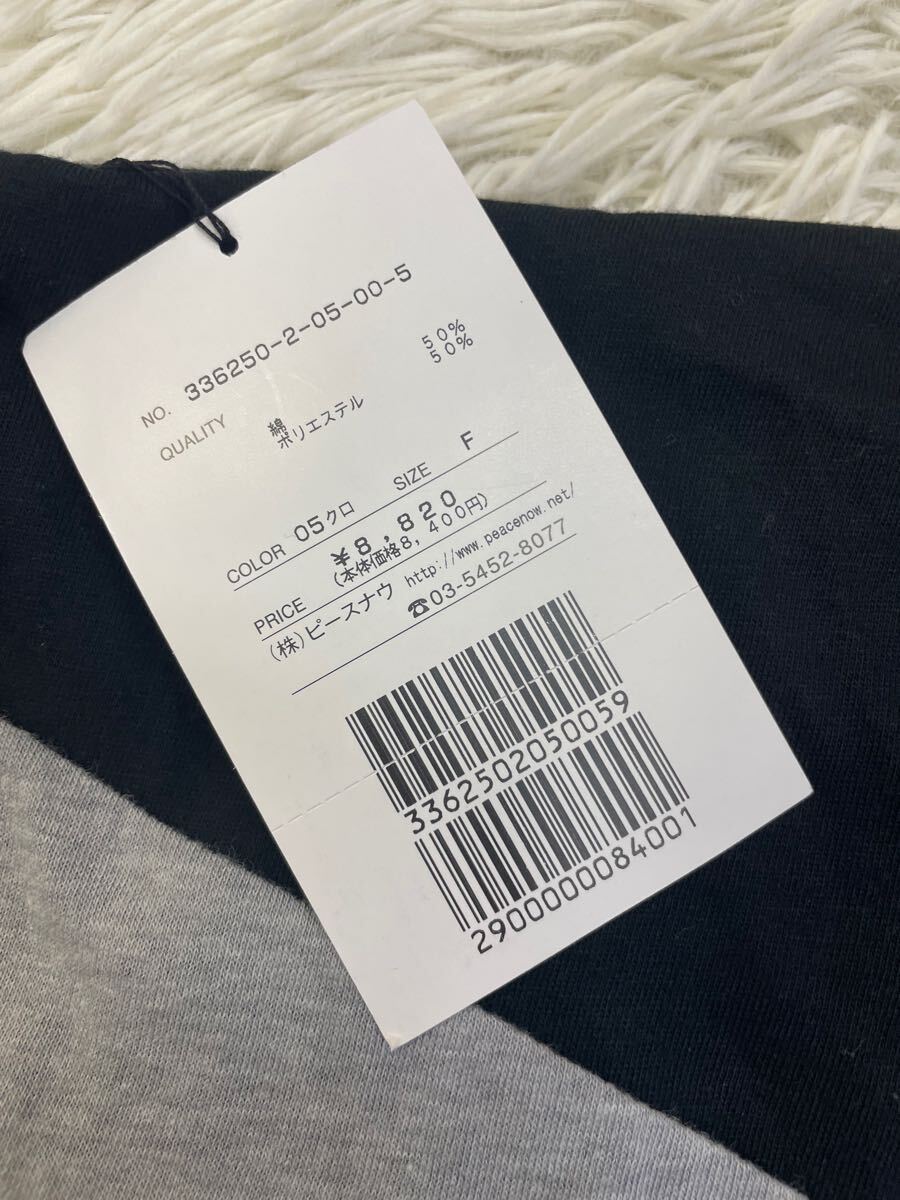 NO. 336250-2-05-00-5
QUALITY 綿 50%
ポリエステル 50%
COLOR 05クロ SIZE F
PRICE ¥8,820
(本体価格8,400円)
(株)ピースナウ http://www.peacenow.net/
☎03-5452-8077
3362502050059
2900000084001